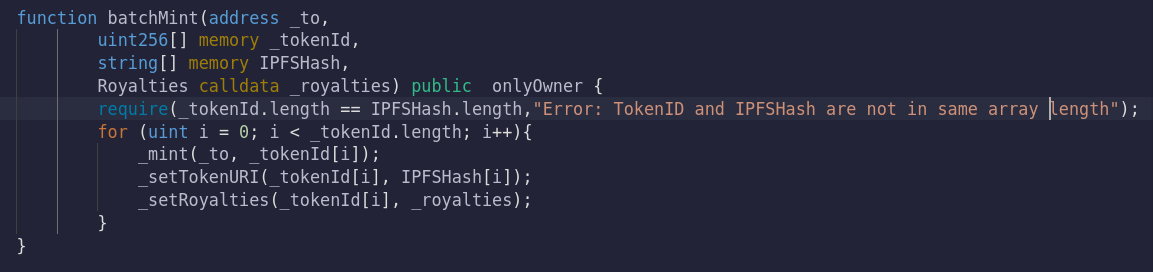 function batchMint(address _to,
uint256[] memory _tokenId,
string[] memory IPFSHash,
Royalties calldata _royalties) public  onlyOwner {
require(_tokenId.length == IPFSHash.length,"Error: TokenID and IPFSHash are not in same array length");
for (uint i = 0; i < _tokenId.length; i++){
_mint(_to, _tokenId[i]);
_setTokenURI(_tokenId[i], IPFSHash[i]);
_setRoyalties(_tokenId[i], _royalties);
}
}